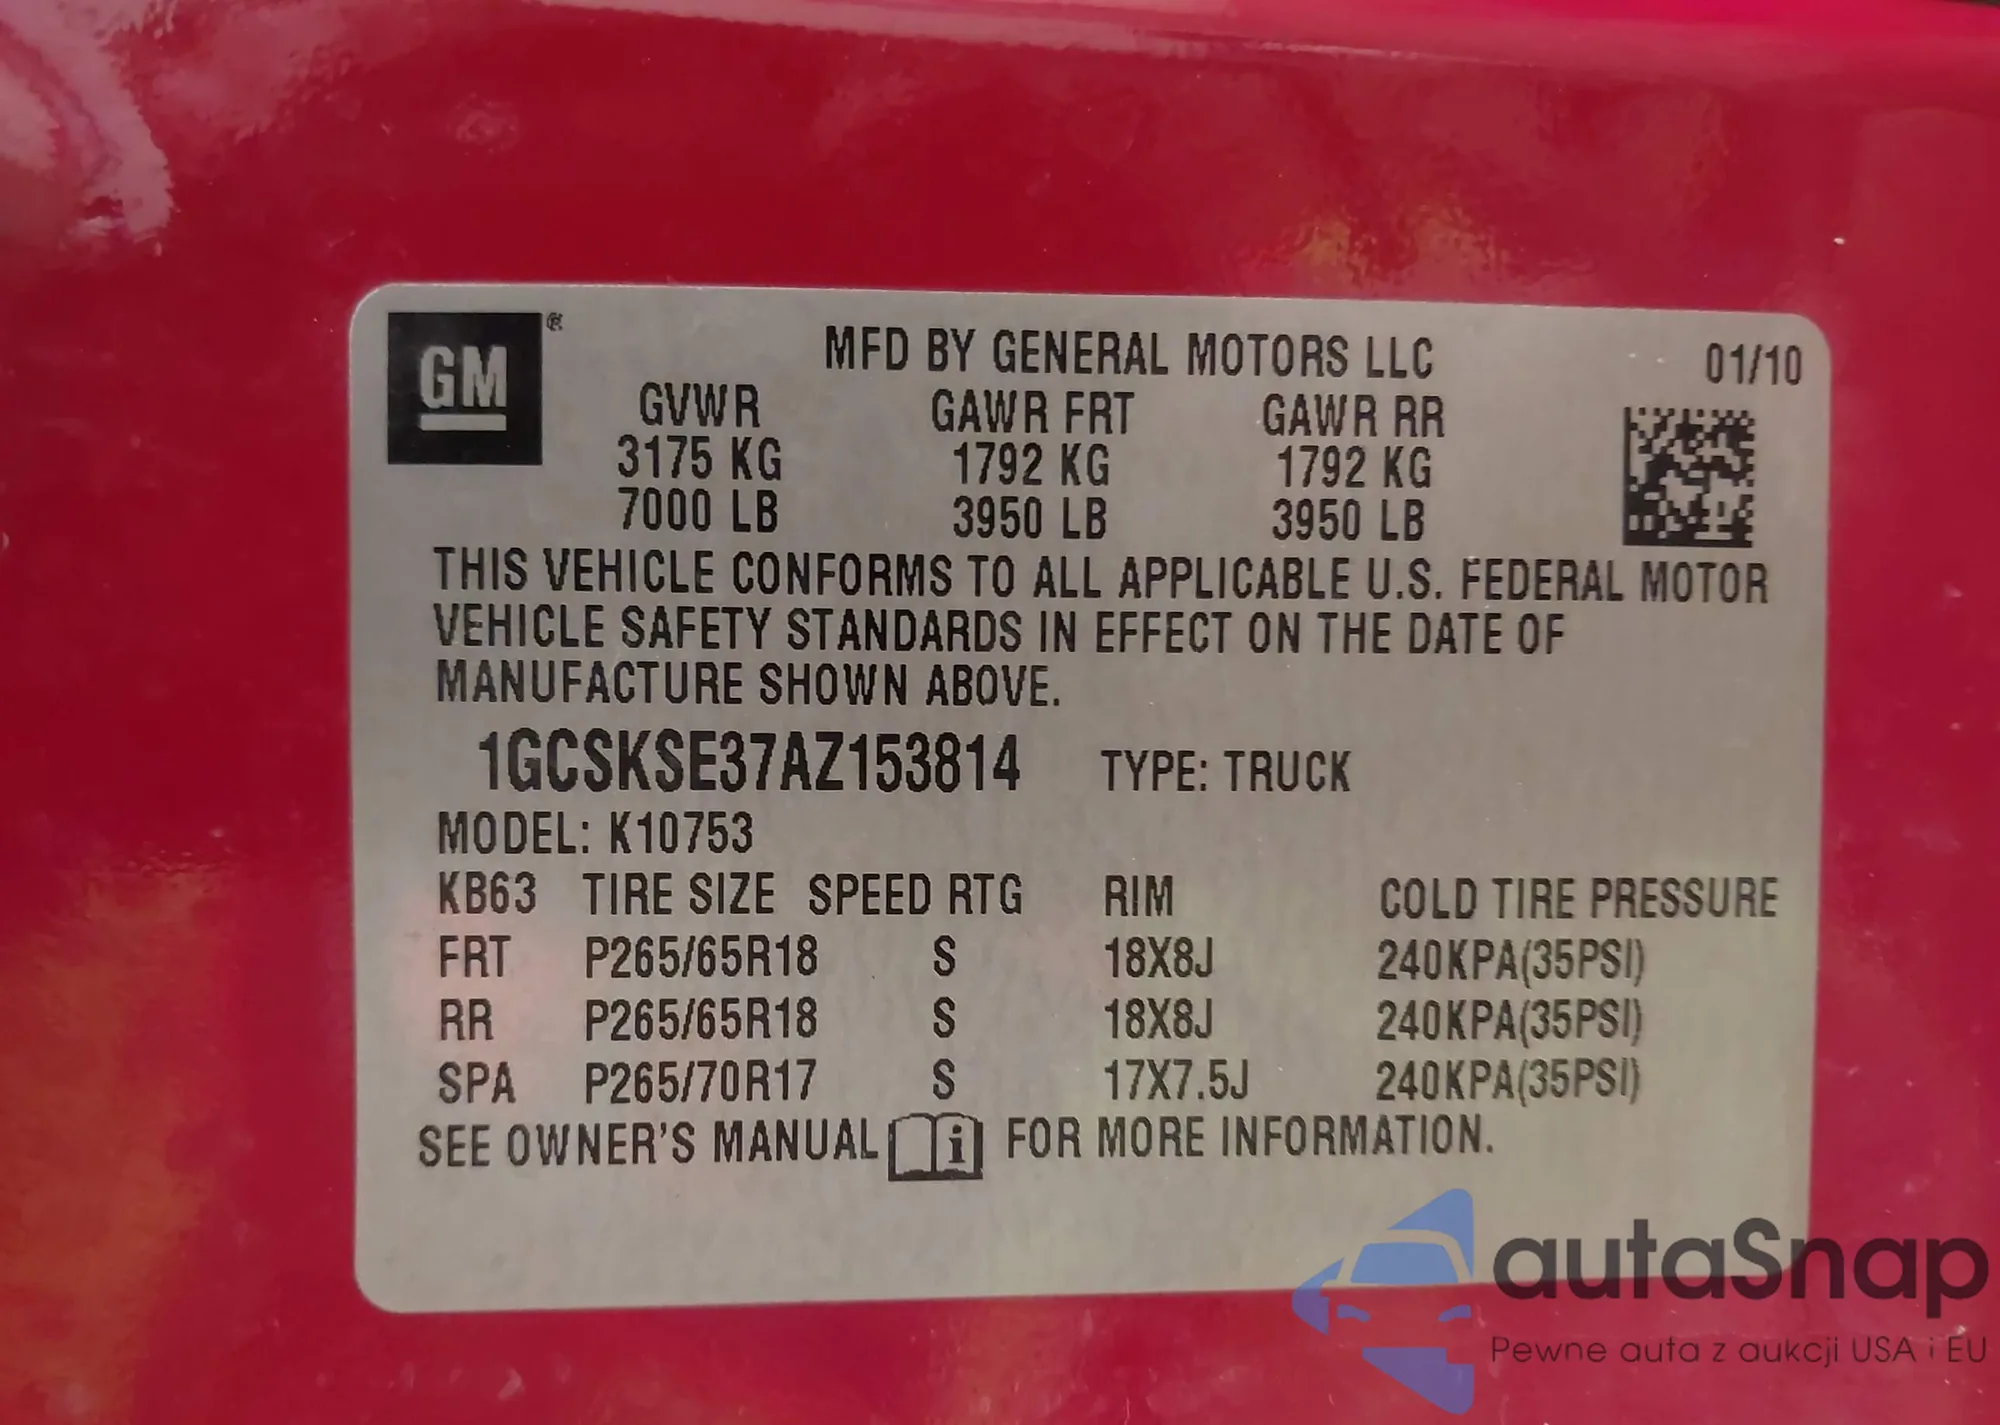 GM ®
MFD BY GENERAL MOTORS LLC 01/10
GVWR GAWR FRT GAWR RR
3175 KG 1792 KG 1792 KG
7000 LB 3950 LB 3950 LB
THIS VEHICLE CONFORMS TO ALL APPLICABLE U.S. FEDERAL MOTOR
VEHICLE SAFETY STANDARDS IN EFFECT ON THE DATE OF
MANUFACTURE SHOWN ABOVE.
1GCSKSE37AZ153814 TYPE: TRUCK
MODEL: K10753
KB63 TIRE SIZE SPEED RTG RIM COLD TIRE PRESSURE
FRT P265/65R18 S 18X8J 240KPA(35PSI)
RR P265/65R18 S 18X8J 240KPA(35PSI)
SPA P265/70R17 S 17X7.5J 240KPA(35PSI)
SEE OWNER'S MANUAL i FOR MORE INFORMATION.
autaSnap
Pewne auta z aukcji USA i EU